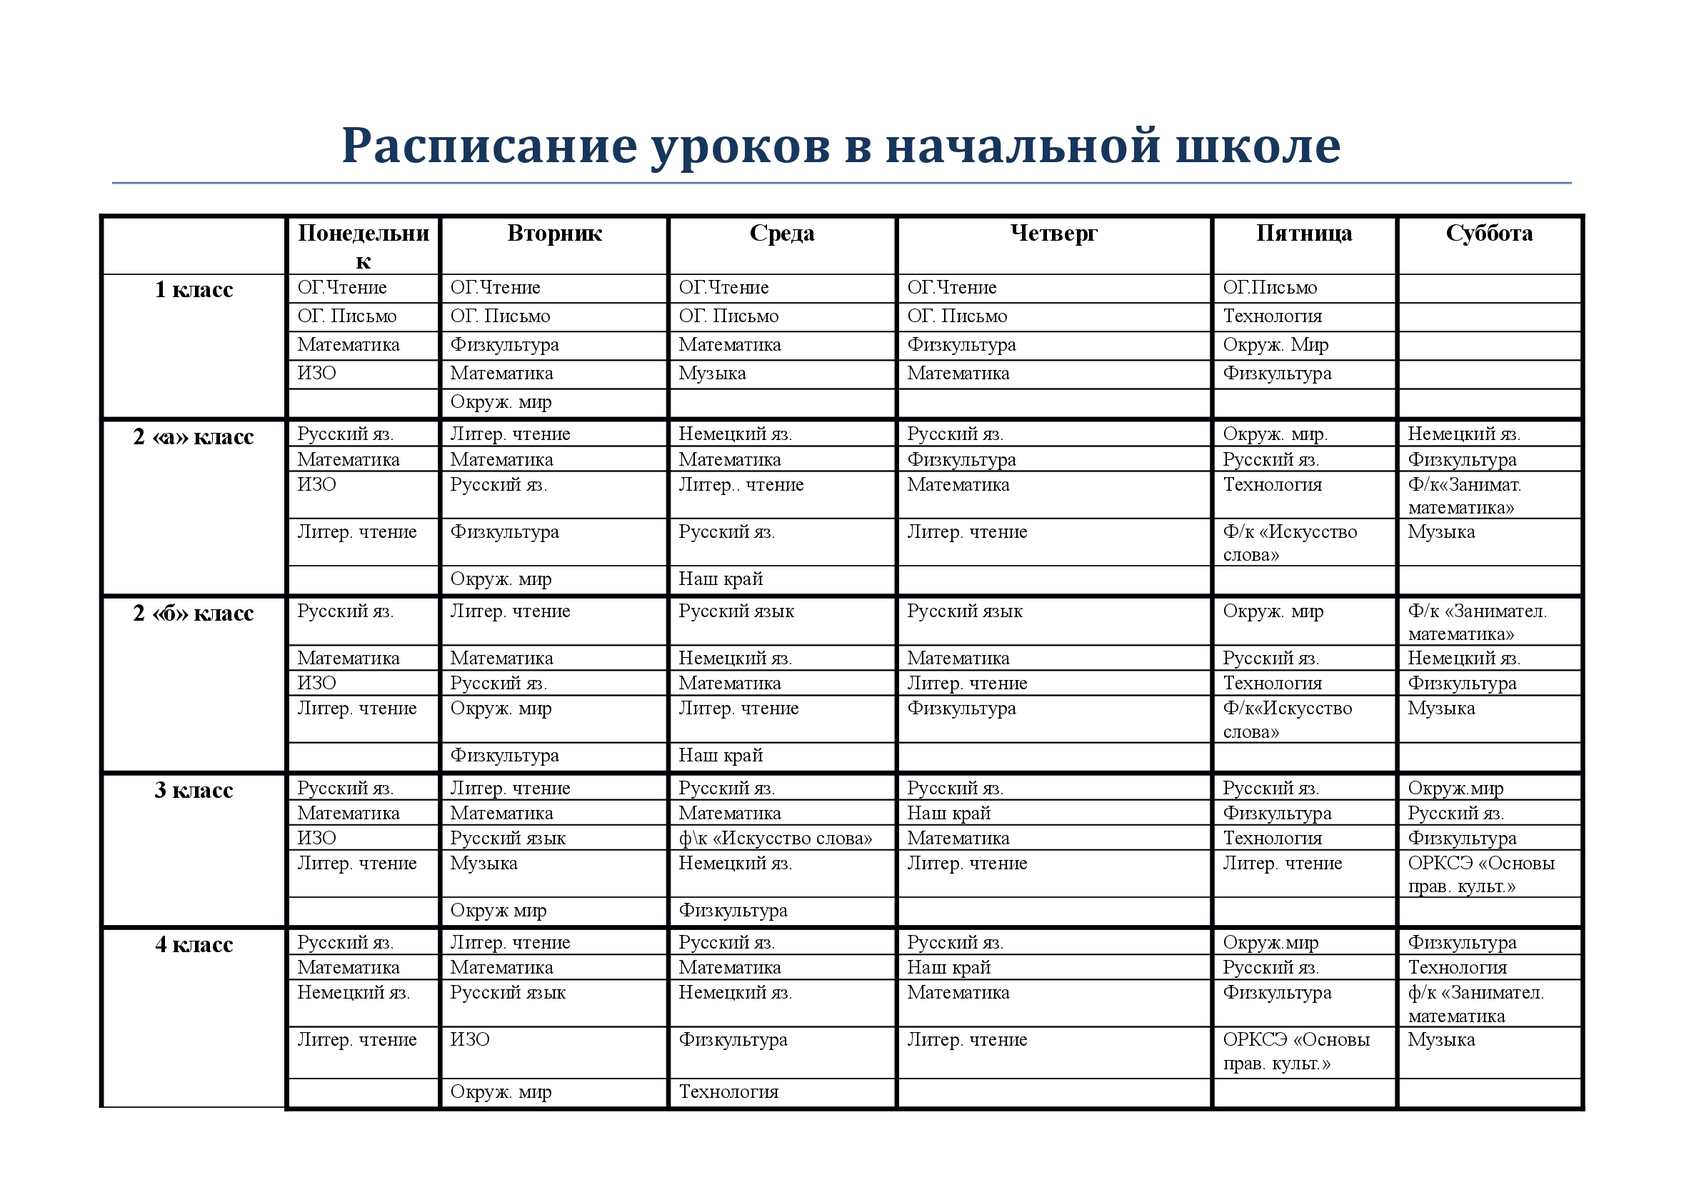 Расписание уроков в начальной школе
Понедельни
к
Вторник
Среда
Четверг
Пятница
Суббота
1 класс
ОГ.Чтение
ОГ.Чтение
ОГ.Чтение
ОГ.Чтение
ОГ.Письмо
ОГ. Письмо
ОГ. Письмо
ОГ. Письмо
ОГ. Письмо
Технология
Математика
Физкультура
Математика
Физкультура
Окруж. Мир
ИЗО
Математика
Музыка
Математика
Физкультура
Окруж. мир
2 «а» класс
Русский яз.
Литер. чтение
Немецкий яз.
Русский яз.
Окруж. мир.
Немецкий яз.
Математика
Математика
Математика
Физкультура
Русский яз.
Физкультура
ИЗО
Русский яз.
Литер.. чтение
Математика
Технология
Ф/к«Занимат.
математика»
Литер. чтение
Физкультура
Русский яз.
Литер. чтение
Ф/к «Искусство
слова»
Музыка
Окруж. мир
Наш край
2 «б» класс
Русский яз.
Литер. чтение
Русский язык
Русский язык
Окруж. мир
Ф/к «Занимател.
математика»
Математика
Математика
Немецкий яз.
Математика
Русский яз.
Немецкий яз.
ИЗО
Русский яз.
Математика
Литер. чтение
Технология
Физкультура
Литер. чтение
Окруж. мир
Литер. чтение
Физкультура
Ф/к«Искусство
слова»
Музыка
Физкультура
Наш край
3 класс
Русский яз.
Литер. чтение
Русский яз.
Русский яз.
Русский яз.
Окруж.мир
Математика
Математика
Математика
Наш край
Физкультура
Русский яз.
ИЗО
Русский язык
ф\к «Искусство слова»
Математика
Технология
Физкультура
Литер. чтение
Музыка
Немецкий яз.
Литер. чтение
Литер. чтение
ОРКСЭ «Основы
прав. культ.»
Окруж мир
Физкультура
4 класс
Русский яз.
Литер. чтение
Русский яз.
Русский яз.
Окруж.мир
Физкультура
Математика
Математика
Математика
Наш край
Русский яз.
Технология
Немецкий яз.
Русский язык
Немецкий яз.
Математика
Физкультура
ф/к «Занимател.
математика
Литер. чтение
ИЗО
Физкультура
Литер. чтение
ОРКСЭ «Основы
прав. культ.»
Музыка
Окруж. мир
Технология